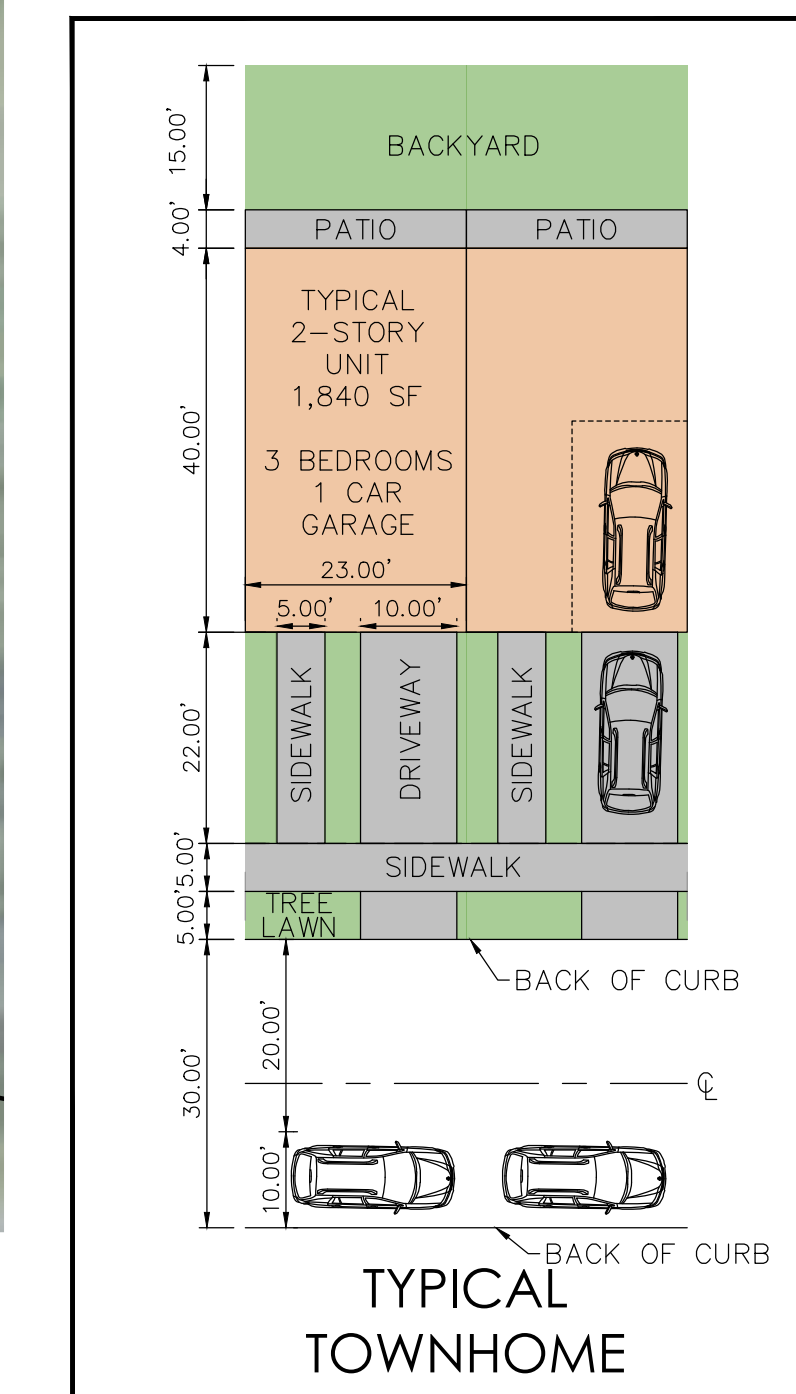 15.00'
BACKYARD
4.00'
PATIO
PATIO
40.00'
TYPICAL
2-STORY
UNIT
1,840 SF
3 BEDROOMS
1 CAR
GARAGE
23.00'
5.00'
10.00'
22.00'
SIDEWALK
DRIVEWAY
SIDEWALK
5.00'
SIDEWALK
5.00'
TREE
LAWN
BACK OF CURB
30.00'
20.00'
℄
10.00'
BACK OF CURB
TYPICAL
TOWNHOME